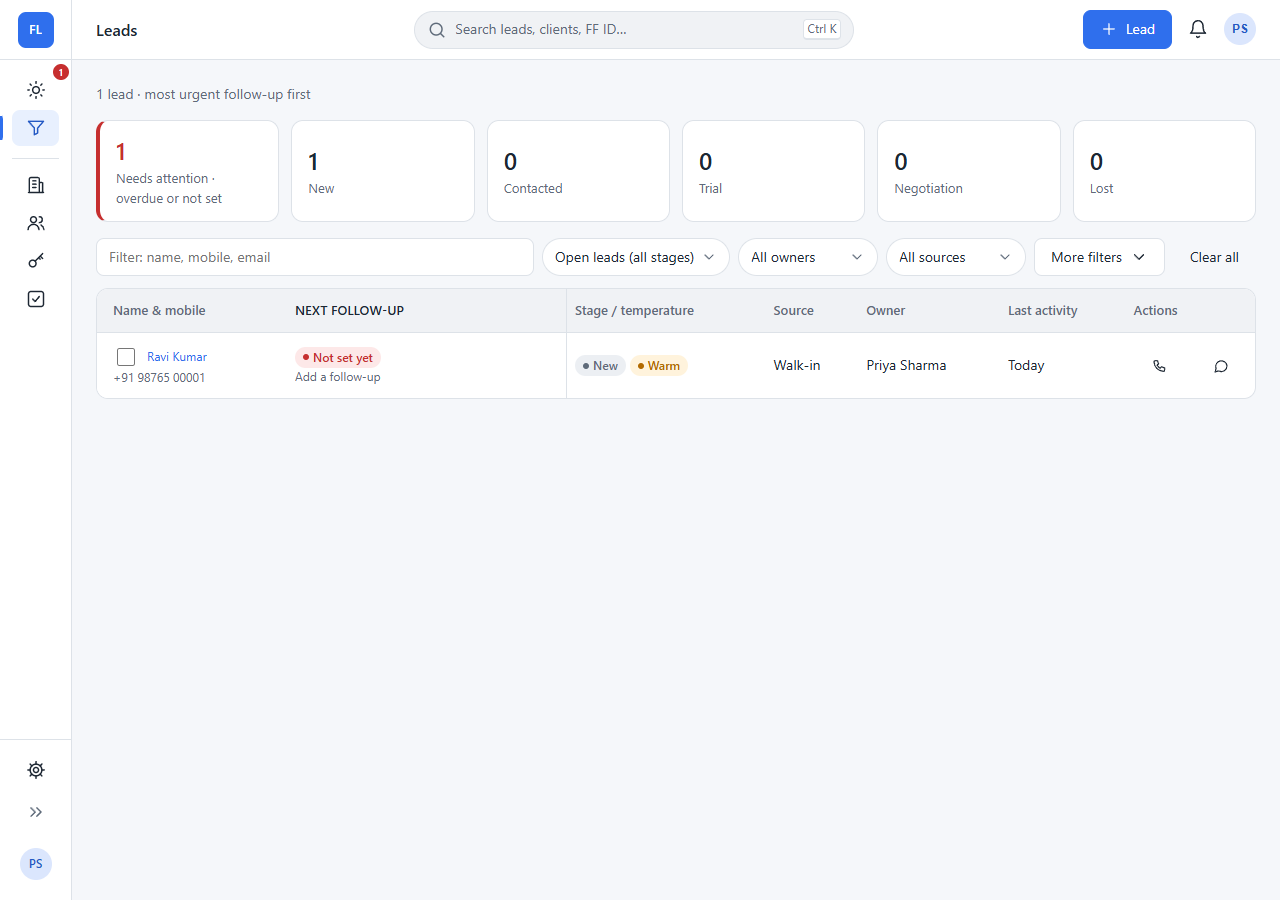 FL
Leads
Search leads, clients, FF ID...
Ctrl K
Lead
PS
1
1 lead · most urgent follow-up first
1
Needs attention ·
overdue or not set
1
New
0
Contacted
0
Trial
0
Negotiation
0
Lost
Filter: name, mobile, email
Open leads (all stages)
All owners
All sources
More filters
Clear all
Name & mobile
NEXT FOLLOW-UP
Stage / temperature
Source
Owner
Last activity
Actions
Ravi Kumar
+91 98765 00001
Not set yet
Add a follow-up
New
Warm
Walk-in
Priya Sharma
Today
PS